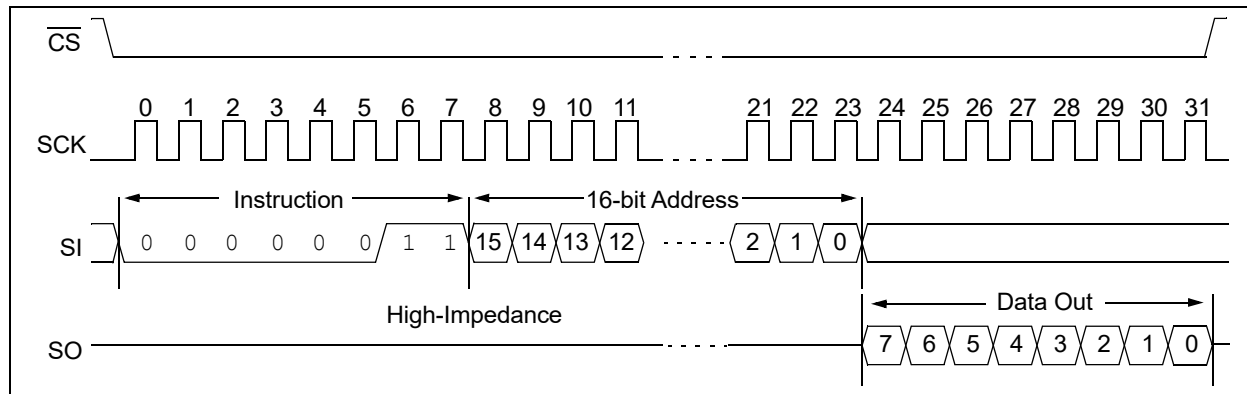 CS
0 1 2 3 4 5 6 7 8 9 10 11 21 22 23 24 25 26 27 28 29 30 31
SCK
Instruction 16-bit Address
SI 0 0 0 0 0 0 1 1 15 14 13 12 2 1 0
High-Impedance Data Out
SO 7 6 5 4 3 2 1 0